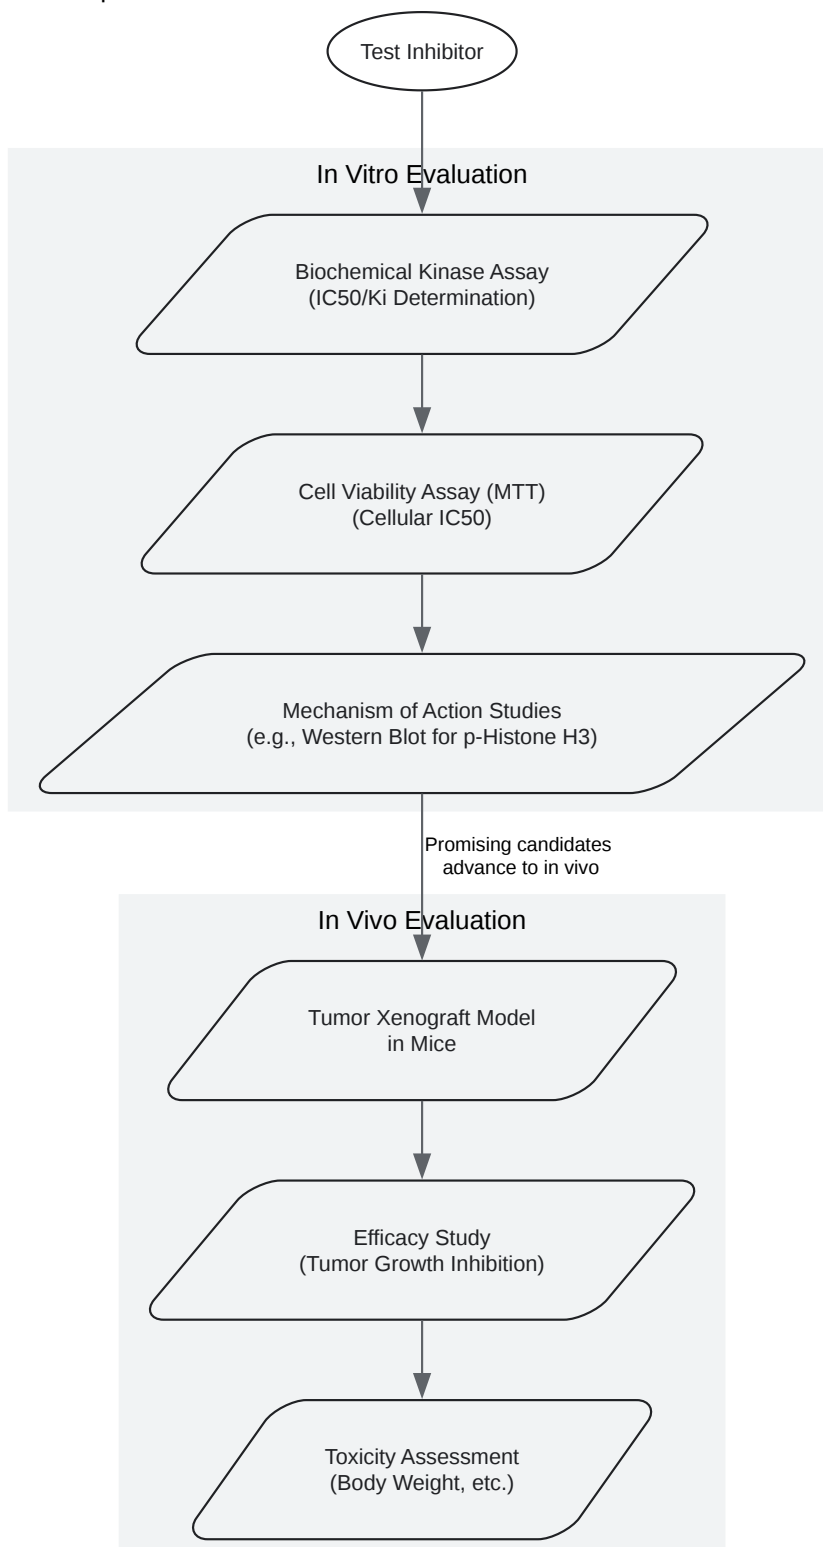 Test Inhibitor
In Vitro Evaluation
Biochemical Kinase Assay
(IC50/Ki Determination)
Cell Viability Assay (MTT)
(Cellular IC50)
Mechanism of Action Studies
(e.g., Western Blot for p-Histone H3)
Promising candidates
advance to in vivo
In Vivo Evaluation
Tumor Xenograft Model
in Mice
Efficacy Study
(Tumor Growth Inhibition)
Toxicity Assessment
(Body Weight, etc.)